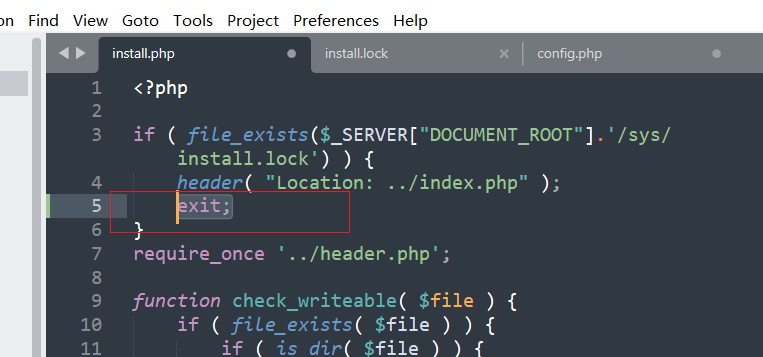 on Find View Goto Tools Project Preferences Help
install.php install.lock config.php
1 <?php
2
3 if ( file_exists($_SERVER["DOCUMENT_ROOT"].'/sys/
install.lock') ) {
4 header( "Location: ../index.php" );
5 exit;
6 }
7 require_once '../header.php';
8
9 function check_writeable( $file ) {
10 if ( file_exists( $file ) ) {
11 if ( is_dir( $file ) ) {